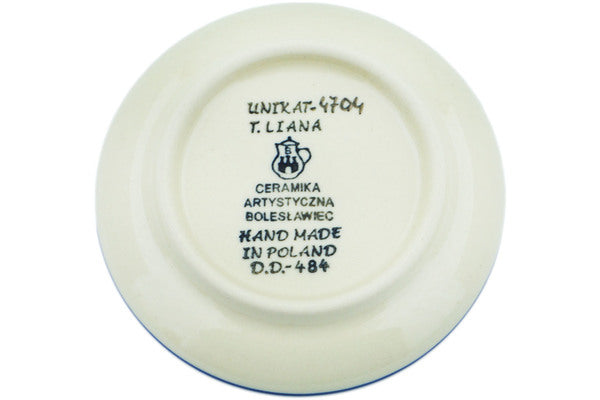 UNIKAT-4704
T. LIANA
B
CERAMIKA
ARTYSTYCZNA
BOLESŁAWIEC
HAND MADE
IN POLAND
D.D.-484